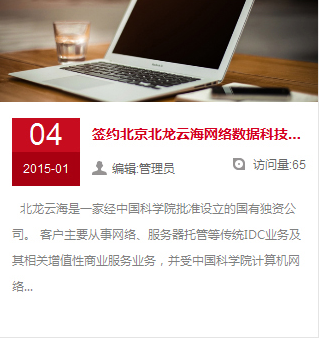 04
2015-01
签约北京北龙云海网络数据科技...
编辑:管理员
访问量:65
北龙云海是一家经中国科学院批准设立的国有独资公
司。 客户主要从事网络、服务器托管等传统IDC业务及
其相关增值性商业服务业务，并受中国科学院计算机网
络...